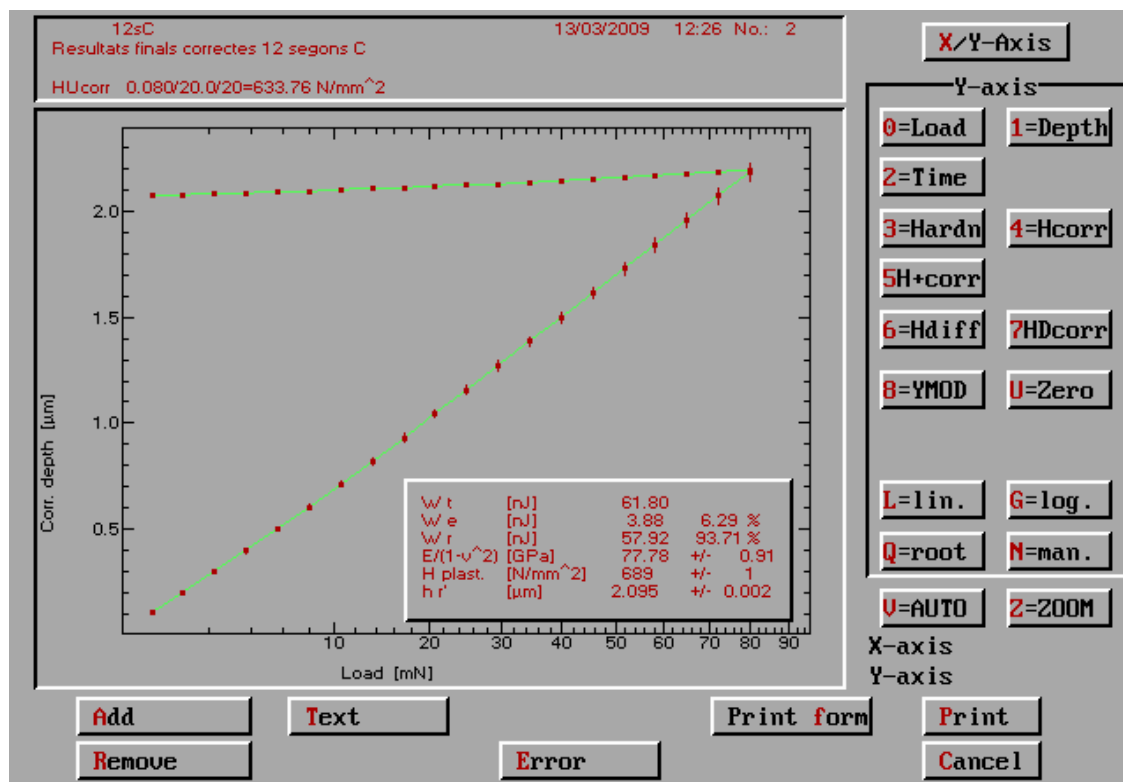 12sC 13/03/2009 12:26 No.: 2
Resultats finals correctes 12 segons C
HUcorr 0.080/20.0/20=633.76 N/mm^2
X/Y-Axis
Y-axis
0=Load 1=Depth
2=Time
3=Hardn 4=Hcorr
5H+corr
6=Hdiff 7HDcorr
8=YMOD U=Zero
L=lin. G=log.
Q=root N=man.
V=AUTO Z=ZOOM
X-axis
Y-axis
Corr. depth [µm]
2.0
1.5
1.0
0.5
W t [nJ] 61.80
W e [nJ] 3.88 6.29 %
W r [nJ] 57.92 93.71 %
E/(1-v^2) [GPa] 77.78 +/- 0.91
H plast. [N/mm^2] 689 +/- 1
h r' [µm] 2.095 +/- 0.002
10 20 30 40 50 60 70 80 90
Load [mN]
Add Text Print form Print
Remove Error Cancel